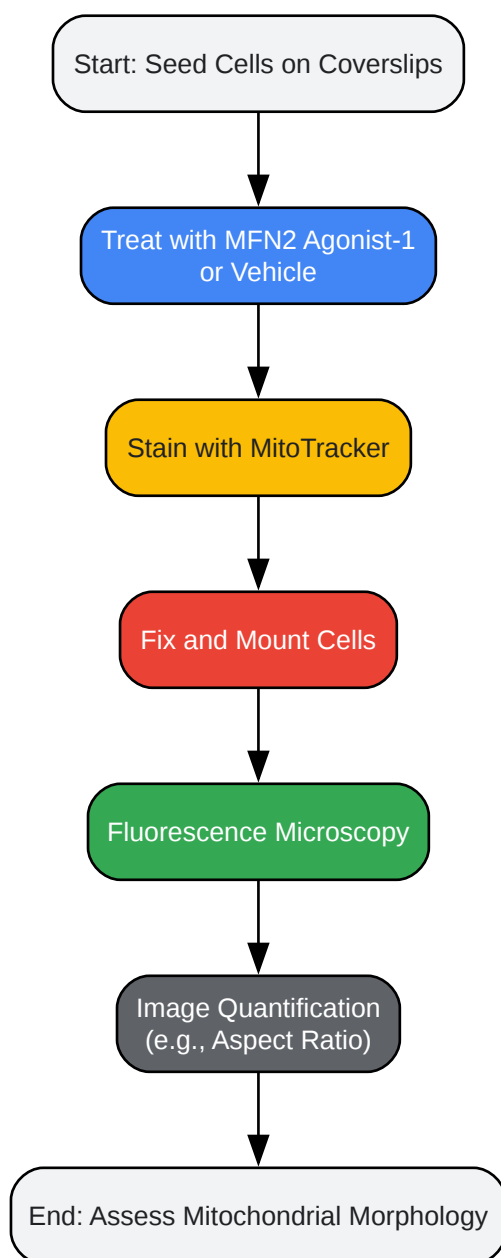 Start: Seed Cells on Coverslips
Treat with MFN2 Agonist-1
or Vehicle
Stain with MitoTracker
Fix and Mount Cells
Fluorescence Microscopy
Image Quantification
(e.g., Aspect Ratio)
End: Assess Mitochondrial Morphology